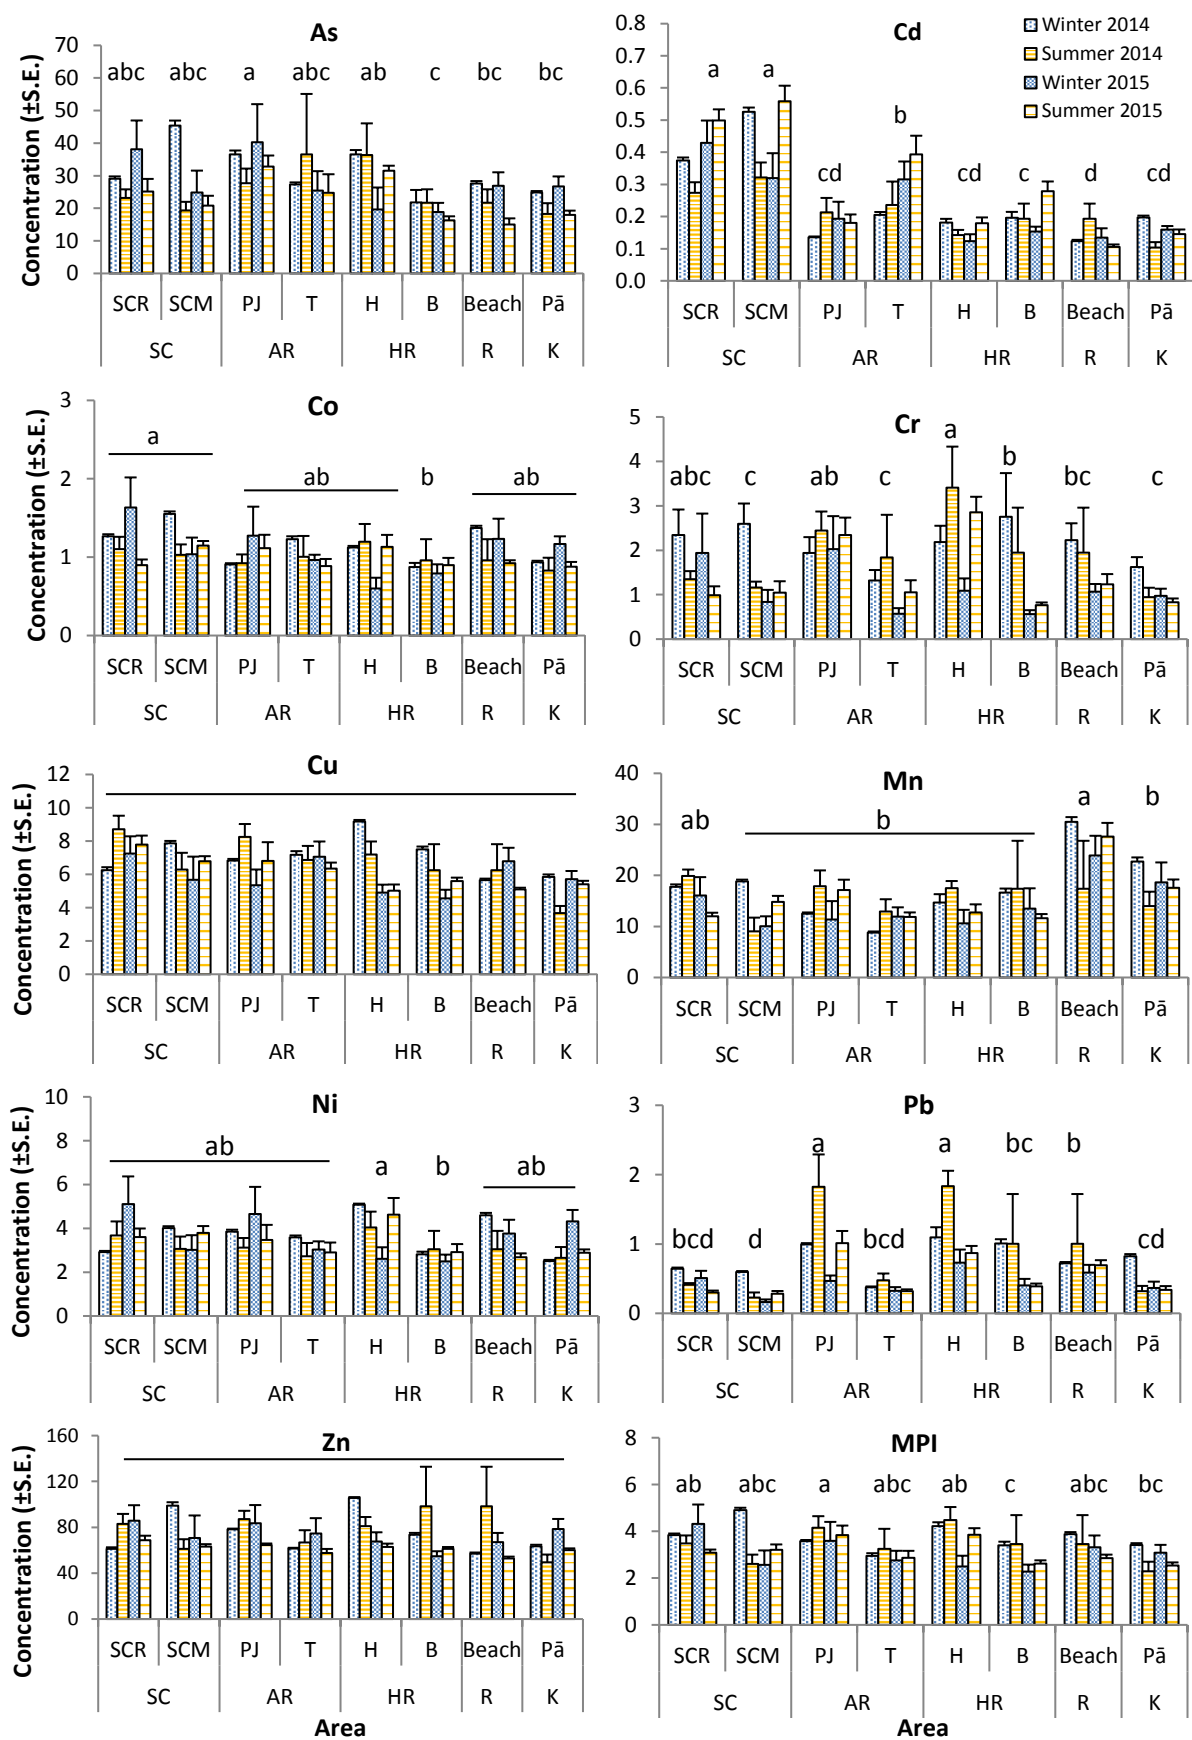 As
Concentration (±S.E.)
70
60
50
40
30
20
10
0
abc abc a abc ab c bc bc
SCR SCM PJ T H B Beach Pā
SC AR HR R K
Cd
0.8
0.7
0.6
0.5
0.4
0.3
0.2
0.1
0.0
Winter 2014
Summer 2014
Winter 2015
Summer 2015
a a cd b cd c d cd
SCR SCM PJ T H B Beach Pā
SC AR HR R K
Co
Concentration (±S.E.)
3
2
1
0
a ab b ab
SCR SCM PJ T H B Beach Pā
SC AR HR R K
Cr
5
4
3
2
1
0
abc c ab c a b bc c
SCR SCM PJ T H B Beach Pā
SC AR HR R K
Cu
Concentration (±S.E.)
12
10
8
6
4
2
0
SCR SCM PJ T H B Beach Pā
SC AR HR R K
Mn
40
30
20
10
0
ab b a b
SCR SCM PJ T H B Beach Pā
SC AR HR R K
Ni
Concentration (±S.E.)
10
8
6
4
2
0
ab a b ab
SCR SCM PJ T H B Beach Pā
SC AR HR R K
Pb
3
2
1
0
bcd d a bcd a bc b cd
SCR SCM PJ T H B Beach Pā
SC AR HR R K
Zn
Concentration (±S.E.)
160
120
80
40
0
SCR SCM PJ T H B Beach Pā
SC AR HR R K
Area
MPI
8
6
4
2
0
ab abc a abc ab c abc bc
SCR SCM PJ T H B Beach Pā
SC AR HR R K
Area